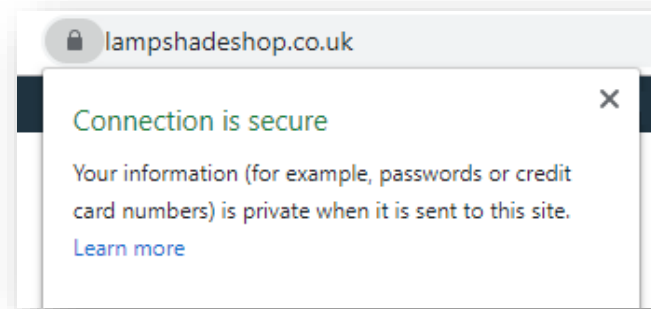 lampshadeshop.co.uk
Connection is secure
Your information (for example, passwords or credit
card numbers) is private when it is sent to this site.
Learn more